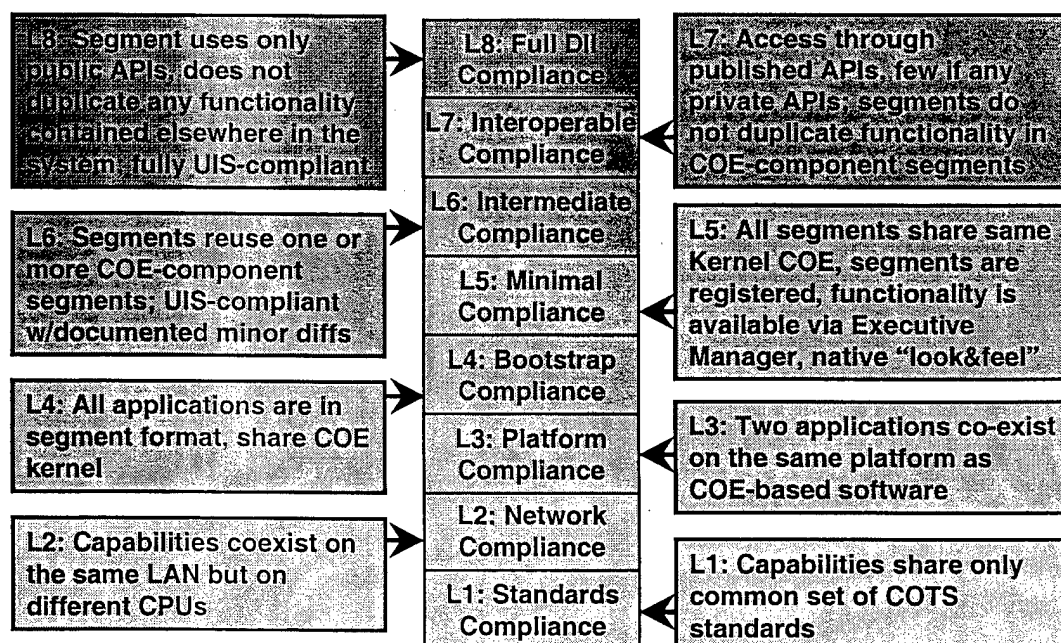 L8: Segment uses only
public APIs, does not
duplicate any functionality
contained elsewhere in the
system, fully UIS-compliant
L6: Segments reuse one or
more COE-component
segments; UIS-compliant
w/documented minor diffs
L4: All applications are in
segment format, share COE
kernel
L2: Capabilities coexist on
the same LAN but on
different CPUs
L8: Full DII
Compliance
L7: Interoperable
Compliance
L6: Intermediate
Compliance
L5: Minimal
Compliance
L4: Bootstrap
Compliance
L3: Platform
Compliance
L2: Network
Compliance
L1: Standards
Compliance
L7: Access through
published APIs, few if any
private APIs; segments do
not duplicate functionality in
COE-component segments
L5: All segments share same
Kernel COE, segments are
registered, functionality is
available via Executive
Manager, native “look&feel”
L3: Two applications co-exist
on the same platform as
COE-based software
L1: Capabilities share only
common set of COTS
standards